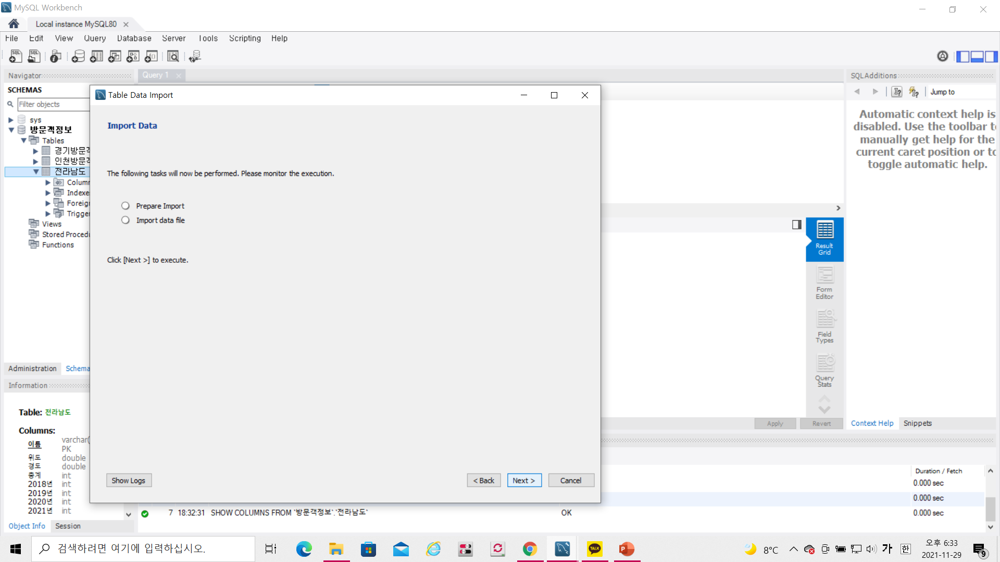 MySQL Workbench
Local instance MySQL80
File Edit View Query Database Server Tools Scripting Help
Navigator
SCHEMAS
Filter objects
sys
방문객정보
Tables
경기방문객
인천방문객
전라남도
Column
Indexe
Foreig
Trigge
Views
Stored Procedu
Functions
Administration Schema
Information
Table: 전라남도
Columns:
이름 varchar(
PK
위도 double
경도 double
총계 int
2018년 int
2019년 int
2020년 int
2021년 int
Object Info Session
Query 1
Table Data Import
Import Data
The following tasks will now be performed. Please monitor the execution.
Prepare Import
Import data file
Click [Next >] to execute.
Show Logs
< Back
Next >
Cancel
Result
Grid
Form
Editor
Field
Types
Query
Stats
Apply Revert
SQLAdditions
Jump to
Automatic context help is
disabled. Use the toolbar to
manually get help for the
current caret position or to
toggle automatic help.
Context Help Snippets
Duration / Fetch
0.000 sec
0.000 sec
7 18:32:31 SHOW COLUMNS FROM `방문객정보`.`전라남도` OK 0.000 sec
검색하려면 여기에 입력하십시오.
TALK
8°C
가
한
오후 6:33
2021-11-29
9